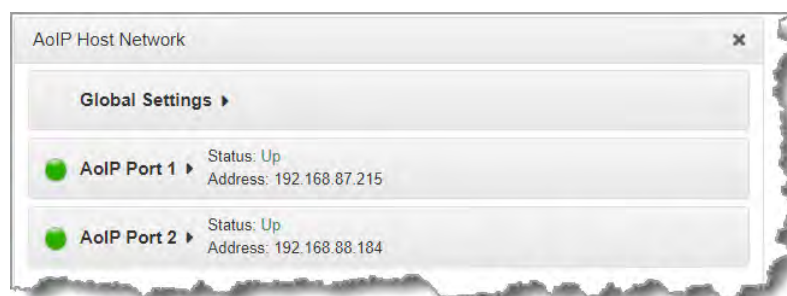 AoIP Host Network
Global Settings
AoIP Port 1
Status: Up
Address: 192.168.87.215
AoIP Port 2
Status: Up
Address: 192.168.88.184